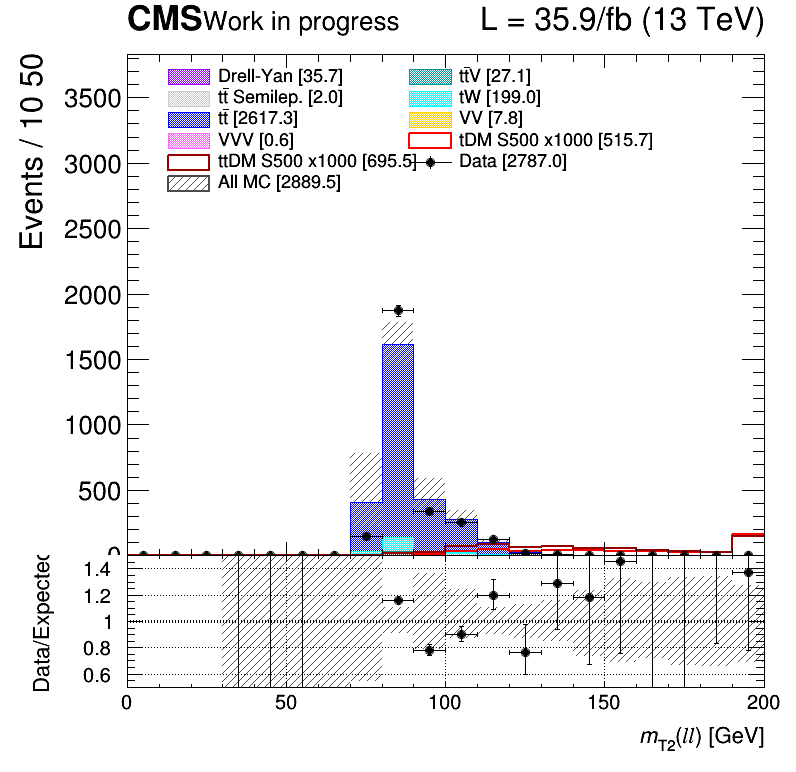 CMS Work in progress L = 35.9/fb (13 TeV)
Events / 10 50
3500
3000
2500
2000
1500
1000
500
0
Drell-Yan [35.7]
tt̄ Semilep. [2.0]
tt̄ [2617.3]
VVV [0.6]
ttDM S500 x1000 [695.5]
All MC [2889.5]
tt̄V [27.1]
tW [199.0]
VV [7.8]
tDM S500 x1000 [515.7]
Data [2787.0]
Data/Expected
1.4
1.2
1
0.8
0.6
0 50 100 150 200
mT2(ll) [GeV]